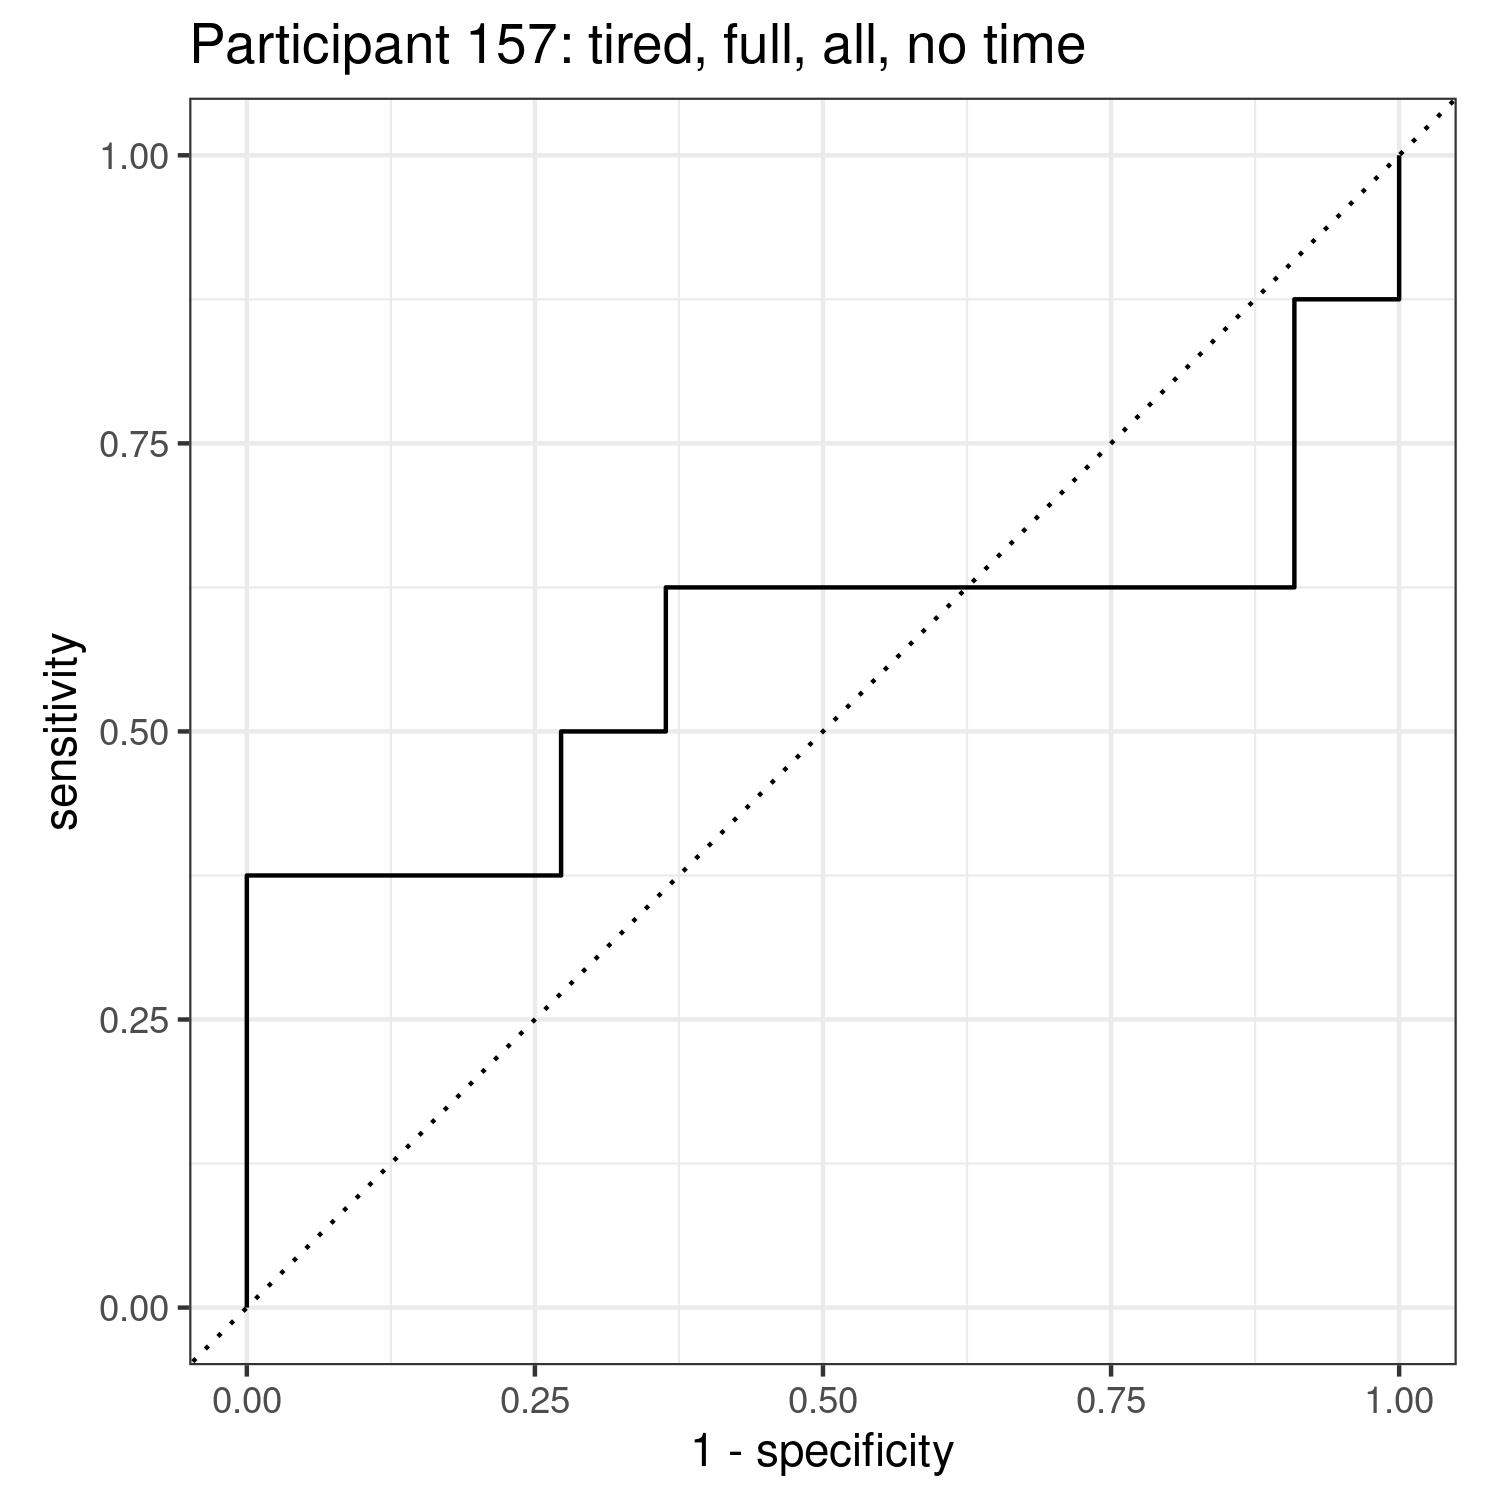 Participant 157: tired, full, all, no time
1.00
0.75
0.50
0.25
0.00
sensitivity
0.00 0.25 0.50 0.75 1.00
1 - specificity